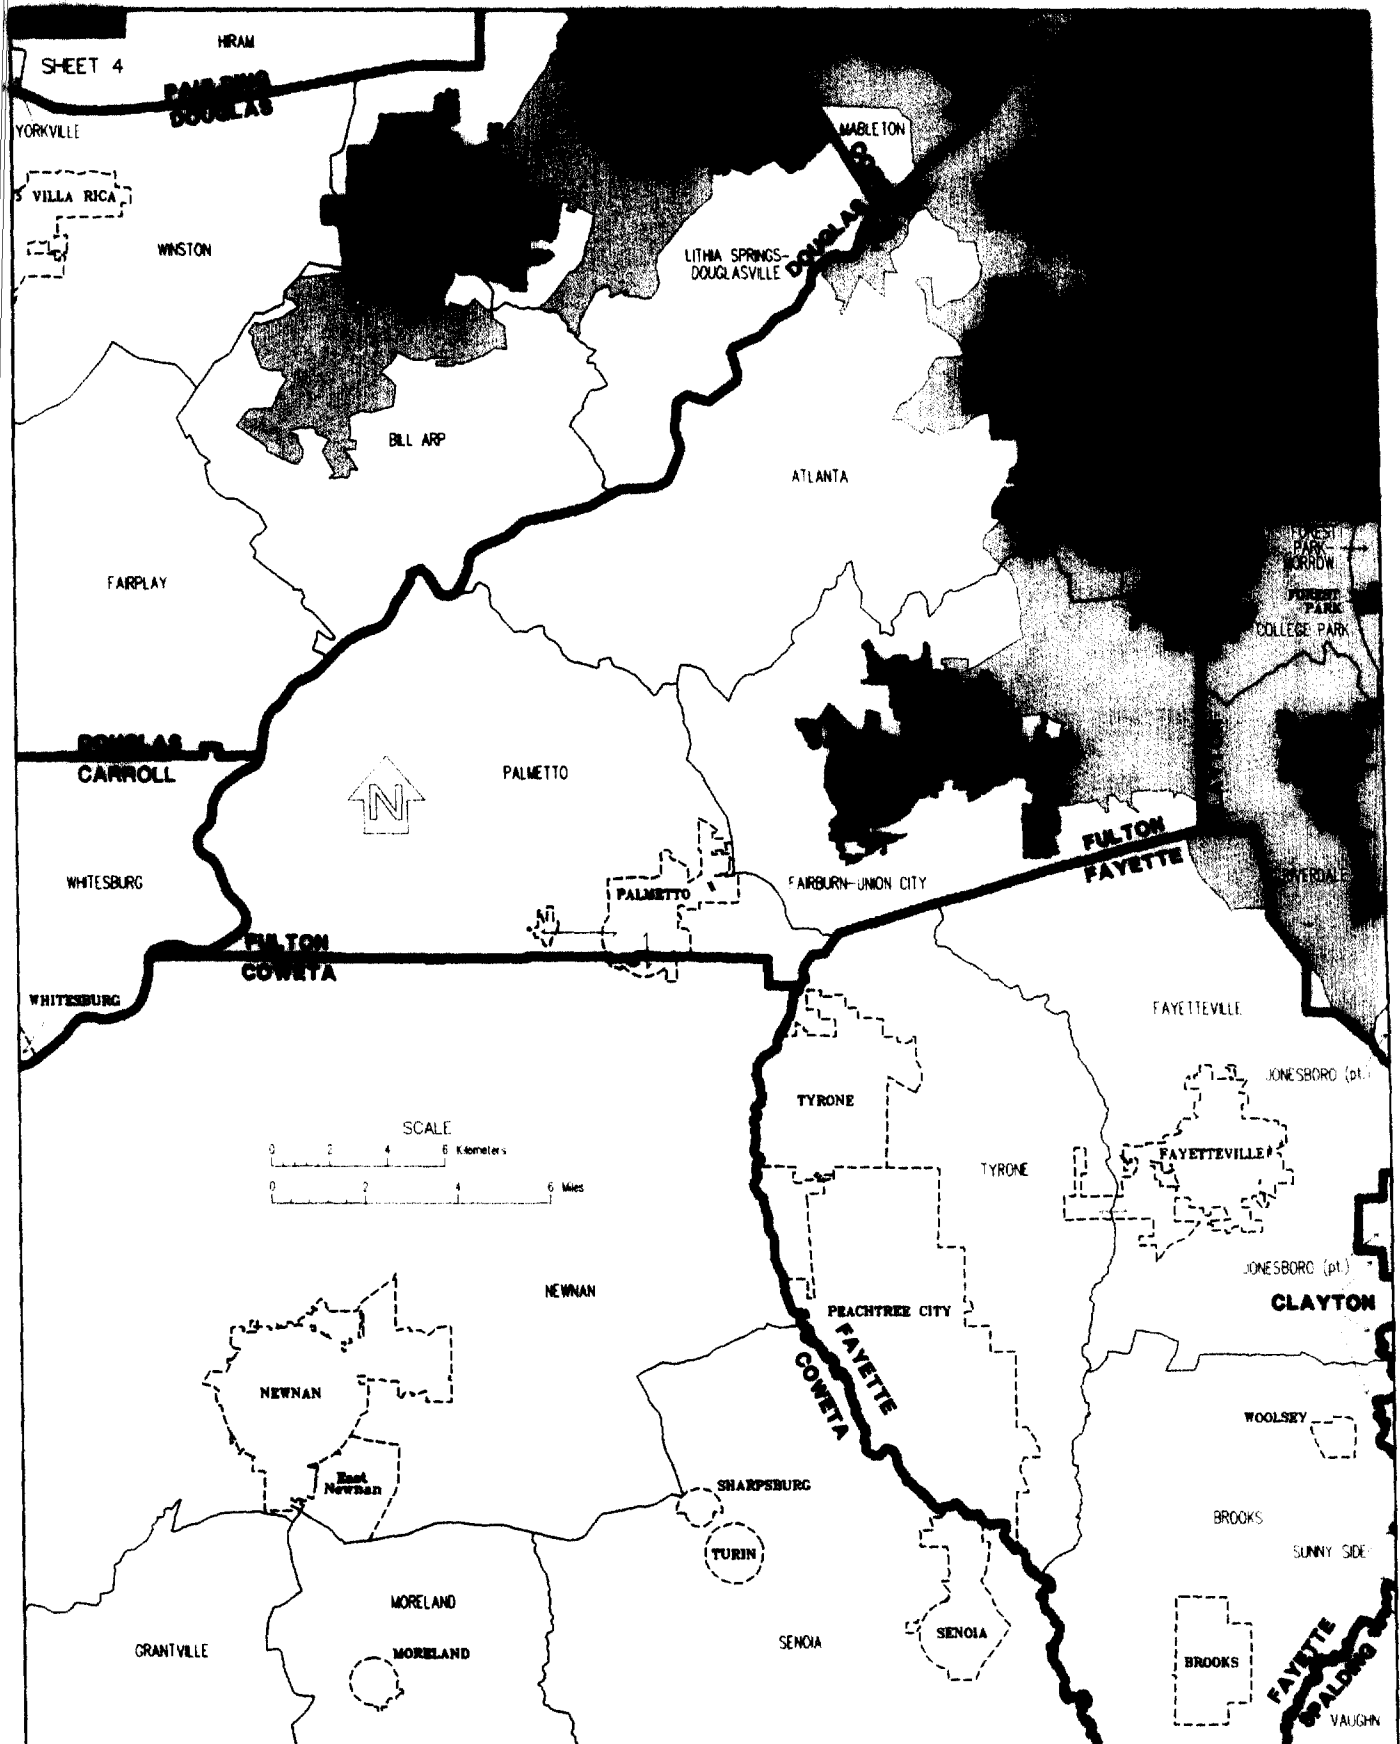 HIRAM
SHEET 4
PAULDING
DOUGLAS
YORKVILLE
MABLETON
VILLA RICA
WINSTON
DOUGLAS
LITHIA SPRINGS-
DOUGLASVILLE
BILL ARP
ATLANTA
FOREST
PARK-
MORROW
FAIRPLAY
FOREST
PARK
COLLEGE PARK
DOUGLAS
CARROLL
N
PALMETTO
FULTON
FAYETTE
WHITESBURG
PALMETTO
FAIRBURN-UNION CITY
RIVERDALE
FULTON
COWETA
WHITESBURG
FAYETTEVILLE
JONESBORO (pt.)
TYRONE
SCALE
0 2 4 6 Kilometers
0 2 4 6 Miles
TYRONE
FAYETTEVILLE
JONESBORO (pt.)
NEWNAN
CLAYTON
PEACHTREE CITY
FAYETTE
COWETA
NEWNAN
WOOLSEY
East
Newnan
SHARPSBURG
BROOKS
TURIN
SUNNY SIDE
MORELAND
GRANTVILLE
MORELAND
SENOIA
SENOIA
BROOKS
FAYETTE
SPALDING
VAUGHN